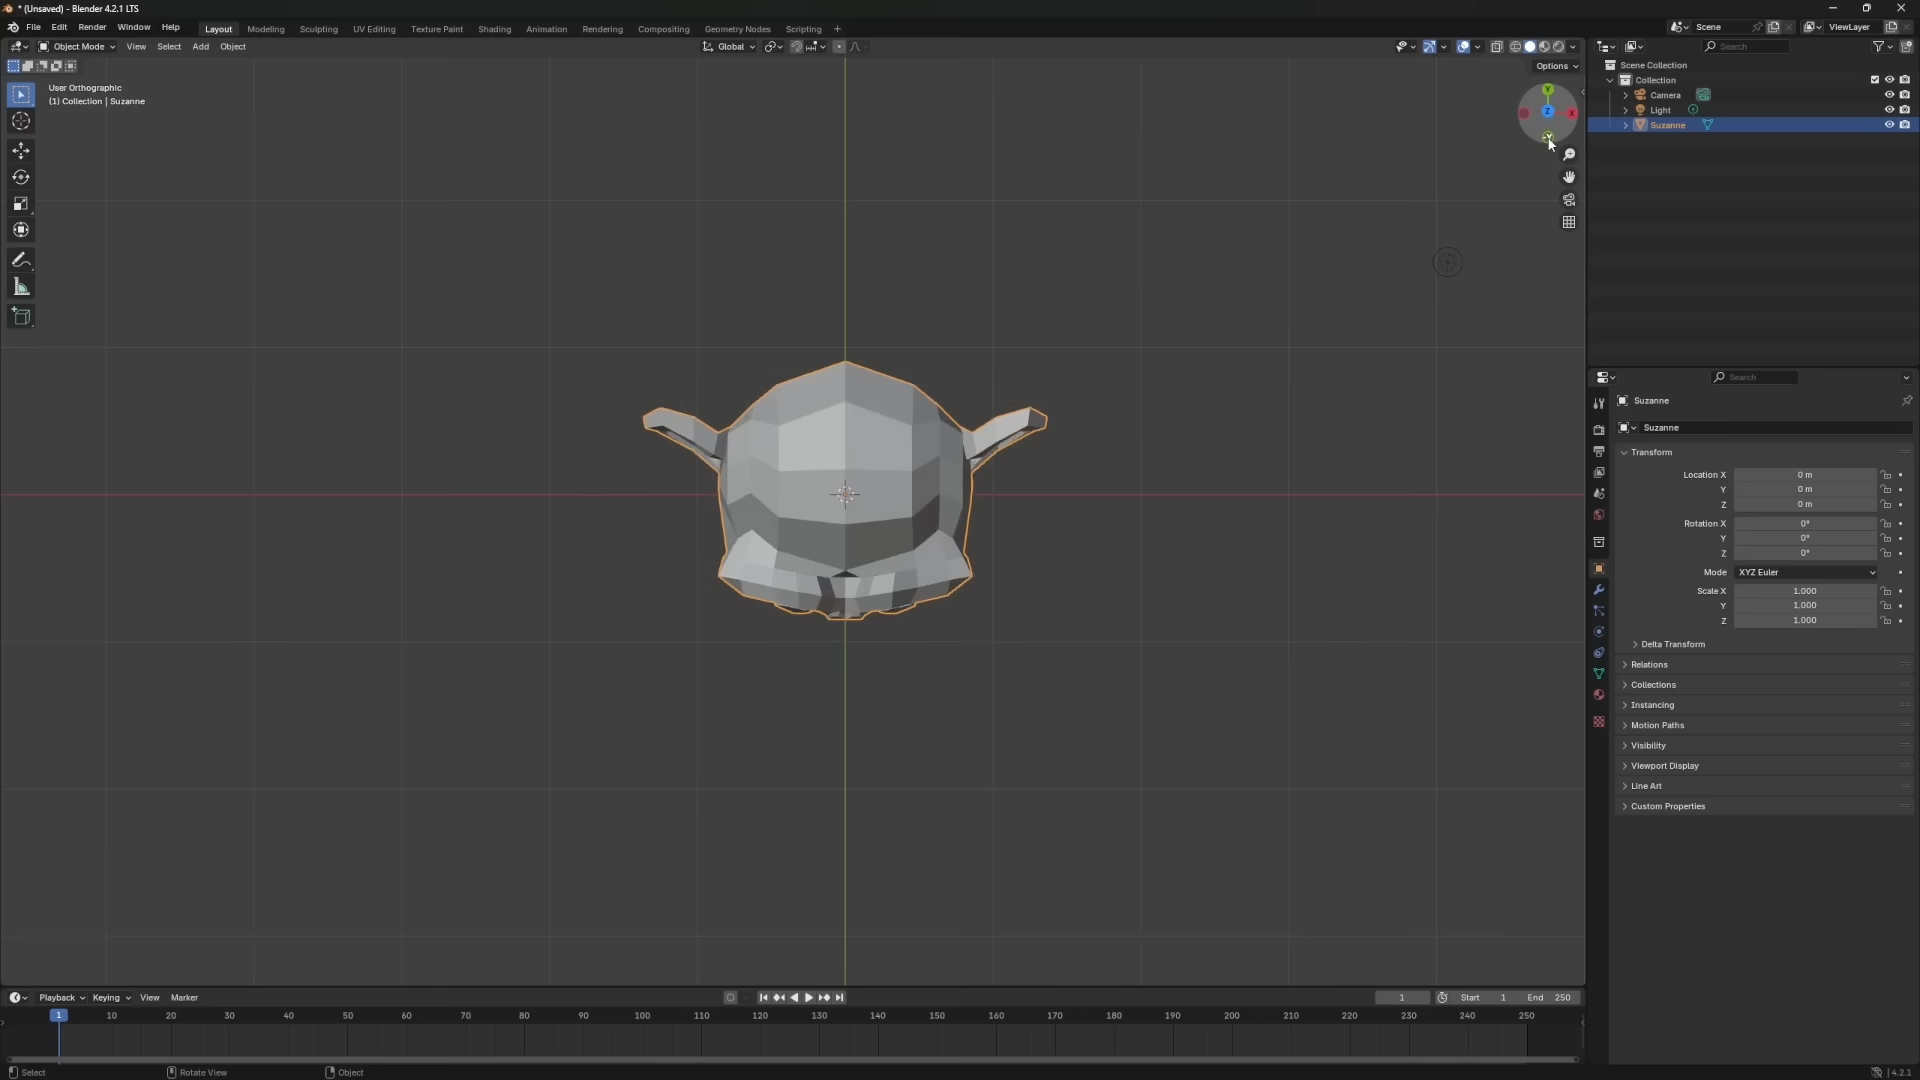 * (Unsaved) - Blender 4.2.1 LTS
File Edit Render Window Help Layout Modeling Sculpting UV Editing Texture Paint Shading Animation Rendering Compositing Geometry Nodes Scripting + Scene ViewLayer
Object Mode View Select Add Object Global Search
Options
User Orthographic
(1) Collection | Suzanne
Scene Collection
Collection
Camera
Light
Suzanne
Y
Z X
Y
Search
Suzanne
Suzanne
Transform
Location X 0 m
Y 0 m
Z 0 m
Rotation X 0°
Y 0°
Z 0°
Mode XYZ Euler
Scale X 1.000
Y 1.000
Z 1.000
Delta Transform
Relations
Collections
Instancing
Motion Paths
Visibility
Viewport Display
Line Art
Custom Properties
Playback Keying View Marker 1 Start 1 End 250
1 10 20 30 40 50 60 70 80 90 100 110 120 130 140 150 160 170 180 190 200 210 220 230 240 250
Select Rotate View Object 4.2.1